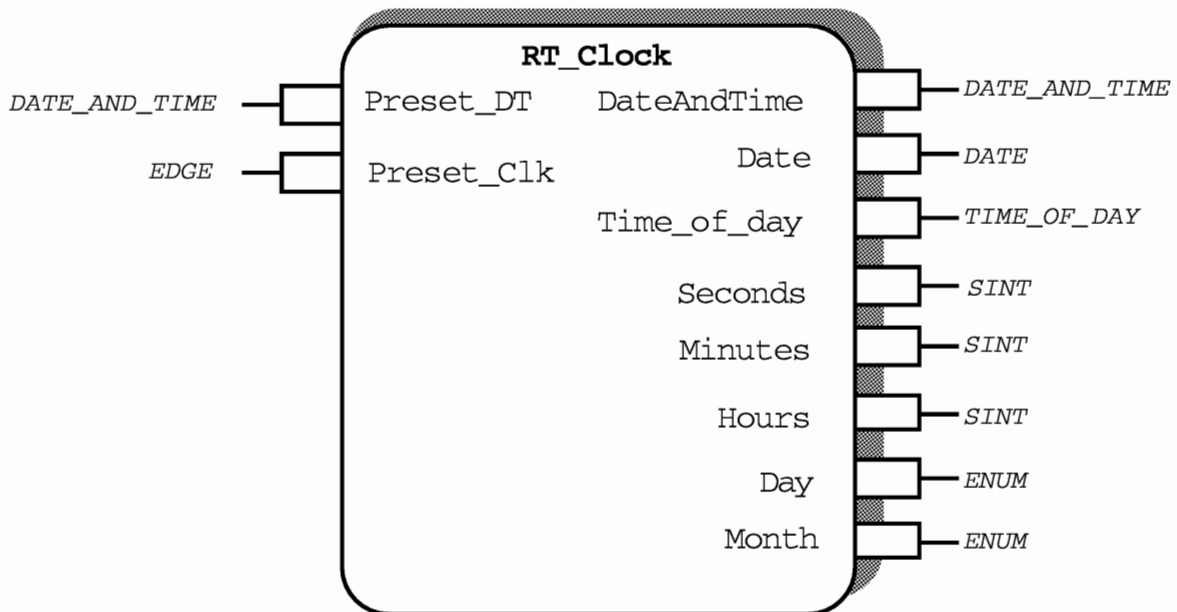 RT_Clock
DATE_AND_TIME Preset_DT DateAndTime DATE_AND_TIME
EDGE Preset_Clk Date DATE
Time_of_day TIME_OF_DAY
Seconds SINT
Minutes SINT
Hours SINT
Day ENUM
Month ENUM